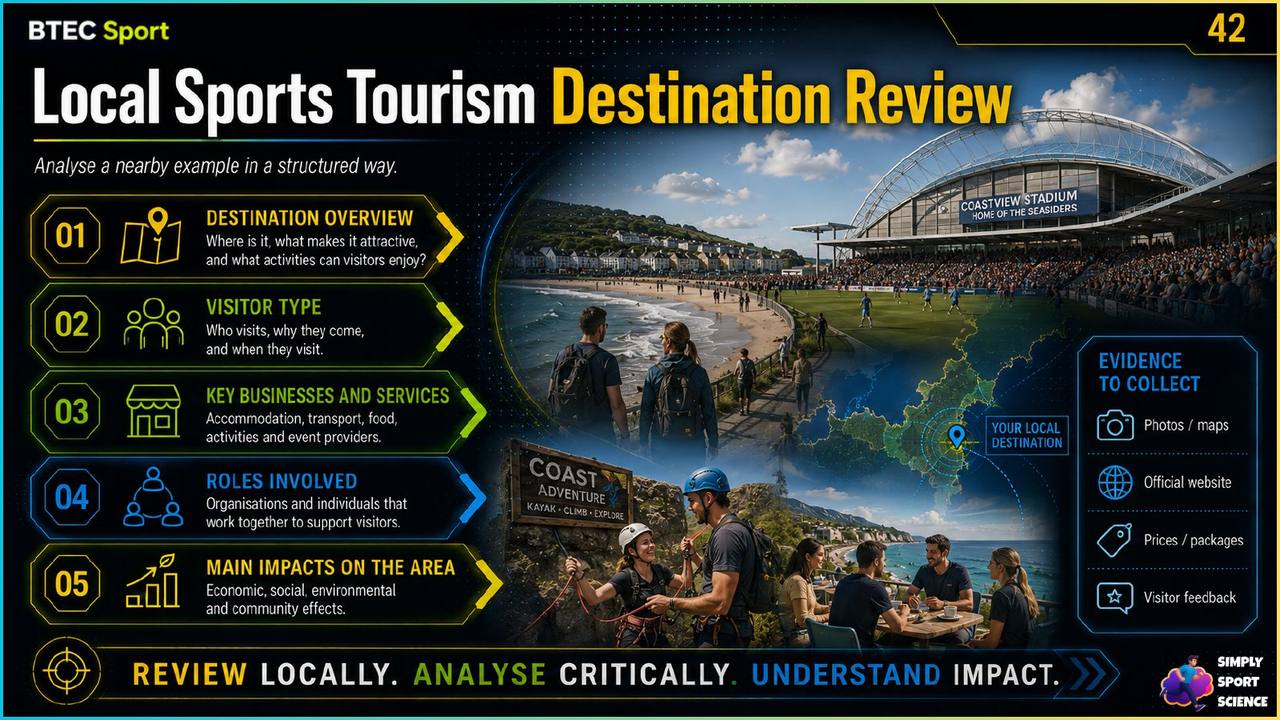 BTEC Sport
42
Local Sports Tourism Destination Review
Analyse a nearby example in a structured way.
01
DESTINATION OVERVIEW
Where is it, what makes it attractive,
and what activities can visitors enjoy?
02
VISITOR TYPE
Who visits, why they come,
and when they visit.
03
KEY BUSINESSES AND SERVICES
Accommodation, transport, food,
activities and event providers.
04
ROLES INVOLVED
Organisations and individuals that
work together to support visitors.
05
MAIN IMPACTS ON THE AREA
Economic, social, environmental
and community effects.
COASTVIEW STADIUM
HOME OF THE SEASIDERS
YOUR LOCAL
DESTINATION
COAST
ADVENTURE
KAYAK • CLIMB • EXPLORE
EVIDENCE
TO COLLECT
Photos / maps
Official website
Prices / packages
Visitor feedback
REVIEW LOCALLY. ANALYSE CRITICALLY. UNDERSTAND IMPACT.
SIMPLY
SPORT
SCIENCE